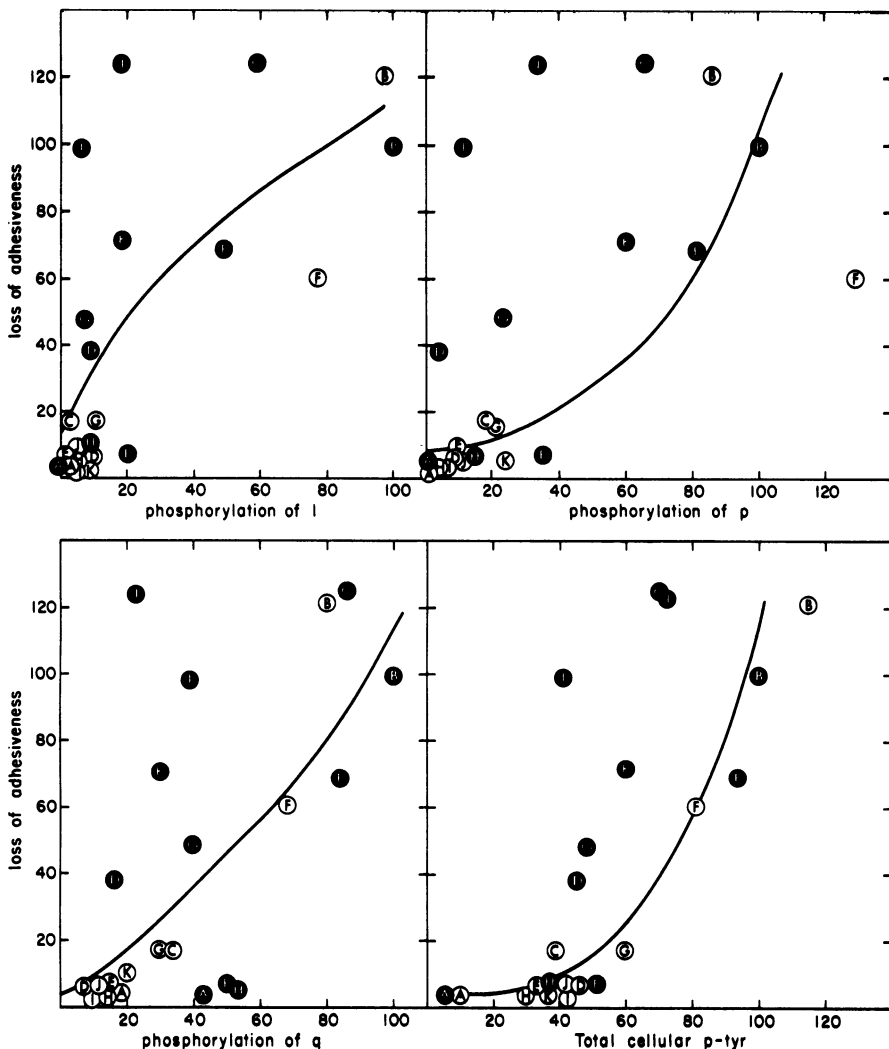 loss of adhesiveness
120
100
80
60
40
20
B
F
C
G
A
K
20
40
60
80
100
phosphorylation of l
B
F
C
G
K
A
20
40
60
80
100
120
phosphorylation of p
loss of adhesiveness
120
100
80
60
40
20
B
F
G
C
K
D
J
E
I
H
A
20
40
60
80
100
phosphorylation of q
B
F
C
G
A
H
E
K
J
D
I
20
40
60
80
100
120
Total cellular p-tyr